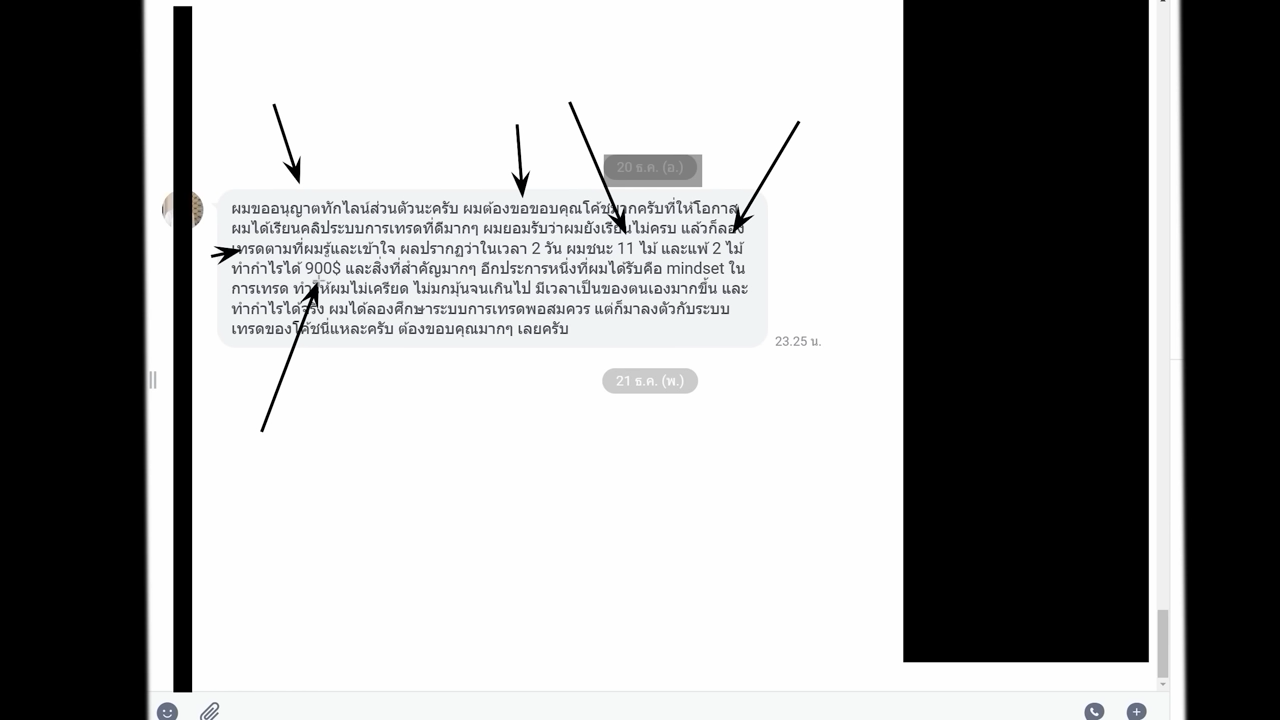 20 ธ.ค. (อ.)
ผมขออนุญาตทักไลน์ส่วนตัวนะครับ ผมต้องขอขอบคุณโค้ชมากครับที่ให้โอกาส
ผมได้เรียนคลิประบบการเทรดที่ดีมากๆ ผมยอมรับว่าผมยังเรียนไม่ครบ แล้วก็ลอง
เทรดตามที่ผมรู้และเข้าใจ ผลปรากฏว่าในเวลา 2 วัน ผมชนะ 11 ไม้ และแพ้ 2 ไม้
ทำกำไรได้ 900$ และสิ่งที่สำคัญมากๆ อีกประการหนึ่งที่ผมได้รับคือ mindset ใน
การเทรด ทำให้ผมไม่เครียด ไม่มกมุ้นจนเกินไป มีเวลาเป็นของตนเองมากขึ้น และ
ทำกำไรได้จริง ผมได้ลองศึกษาระบบการเทรดพอสมควร แต่ก็มาลงตัวกับระบบ
เทรดของโค้ชนี่แหละครับ ต้องขอบคุณมากๆ เลยครับ
23.25 น.
21 ธ.ค. (พ.)